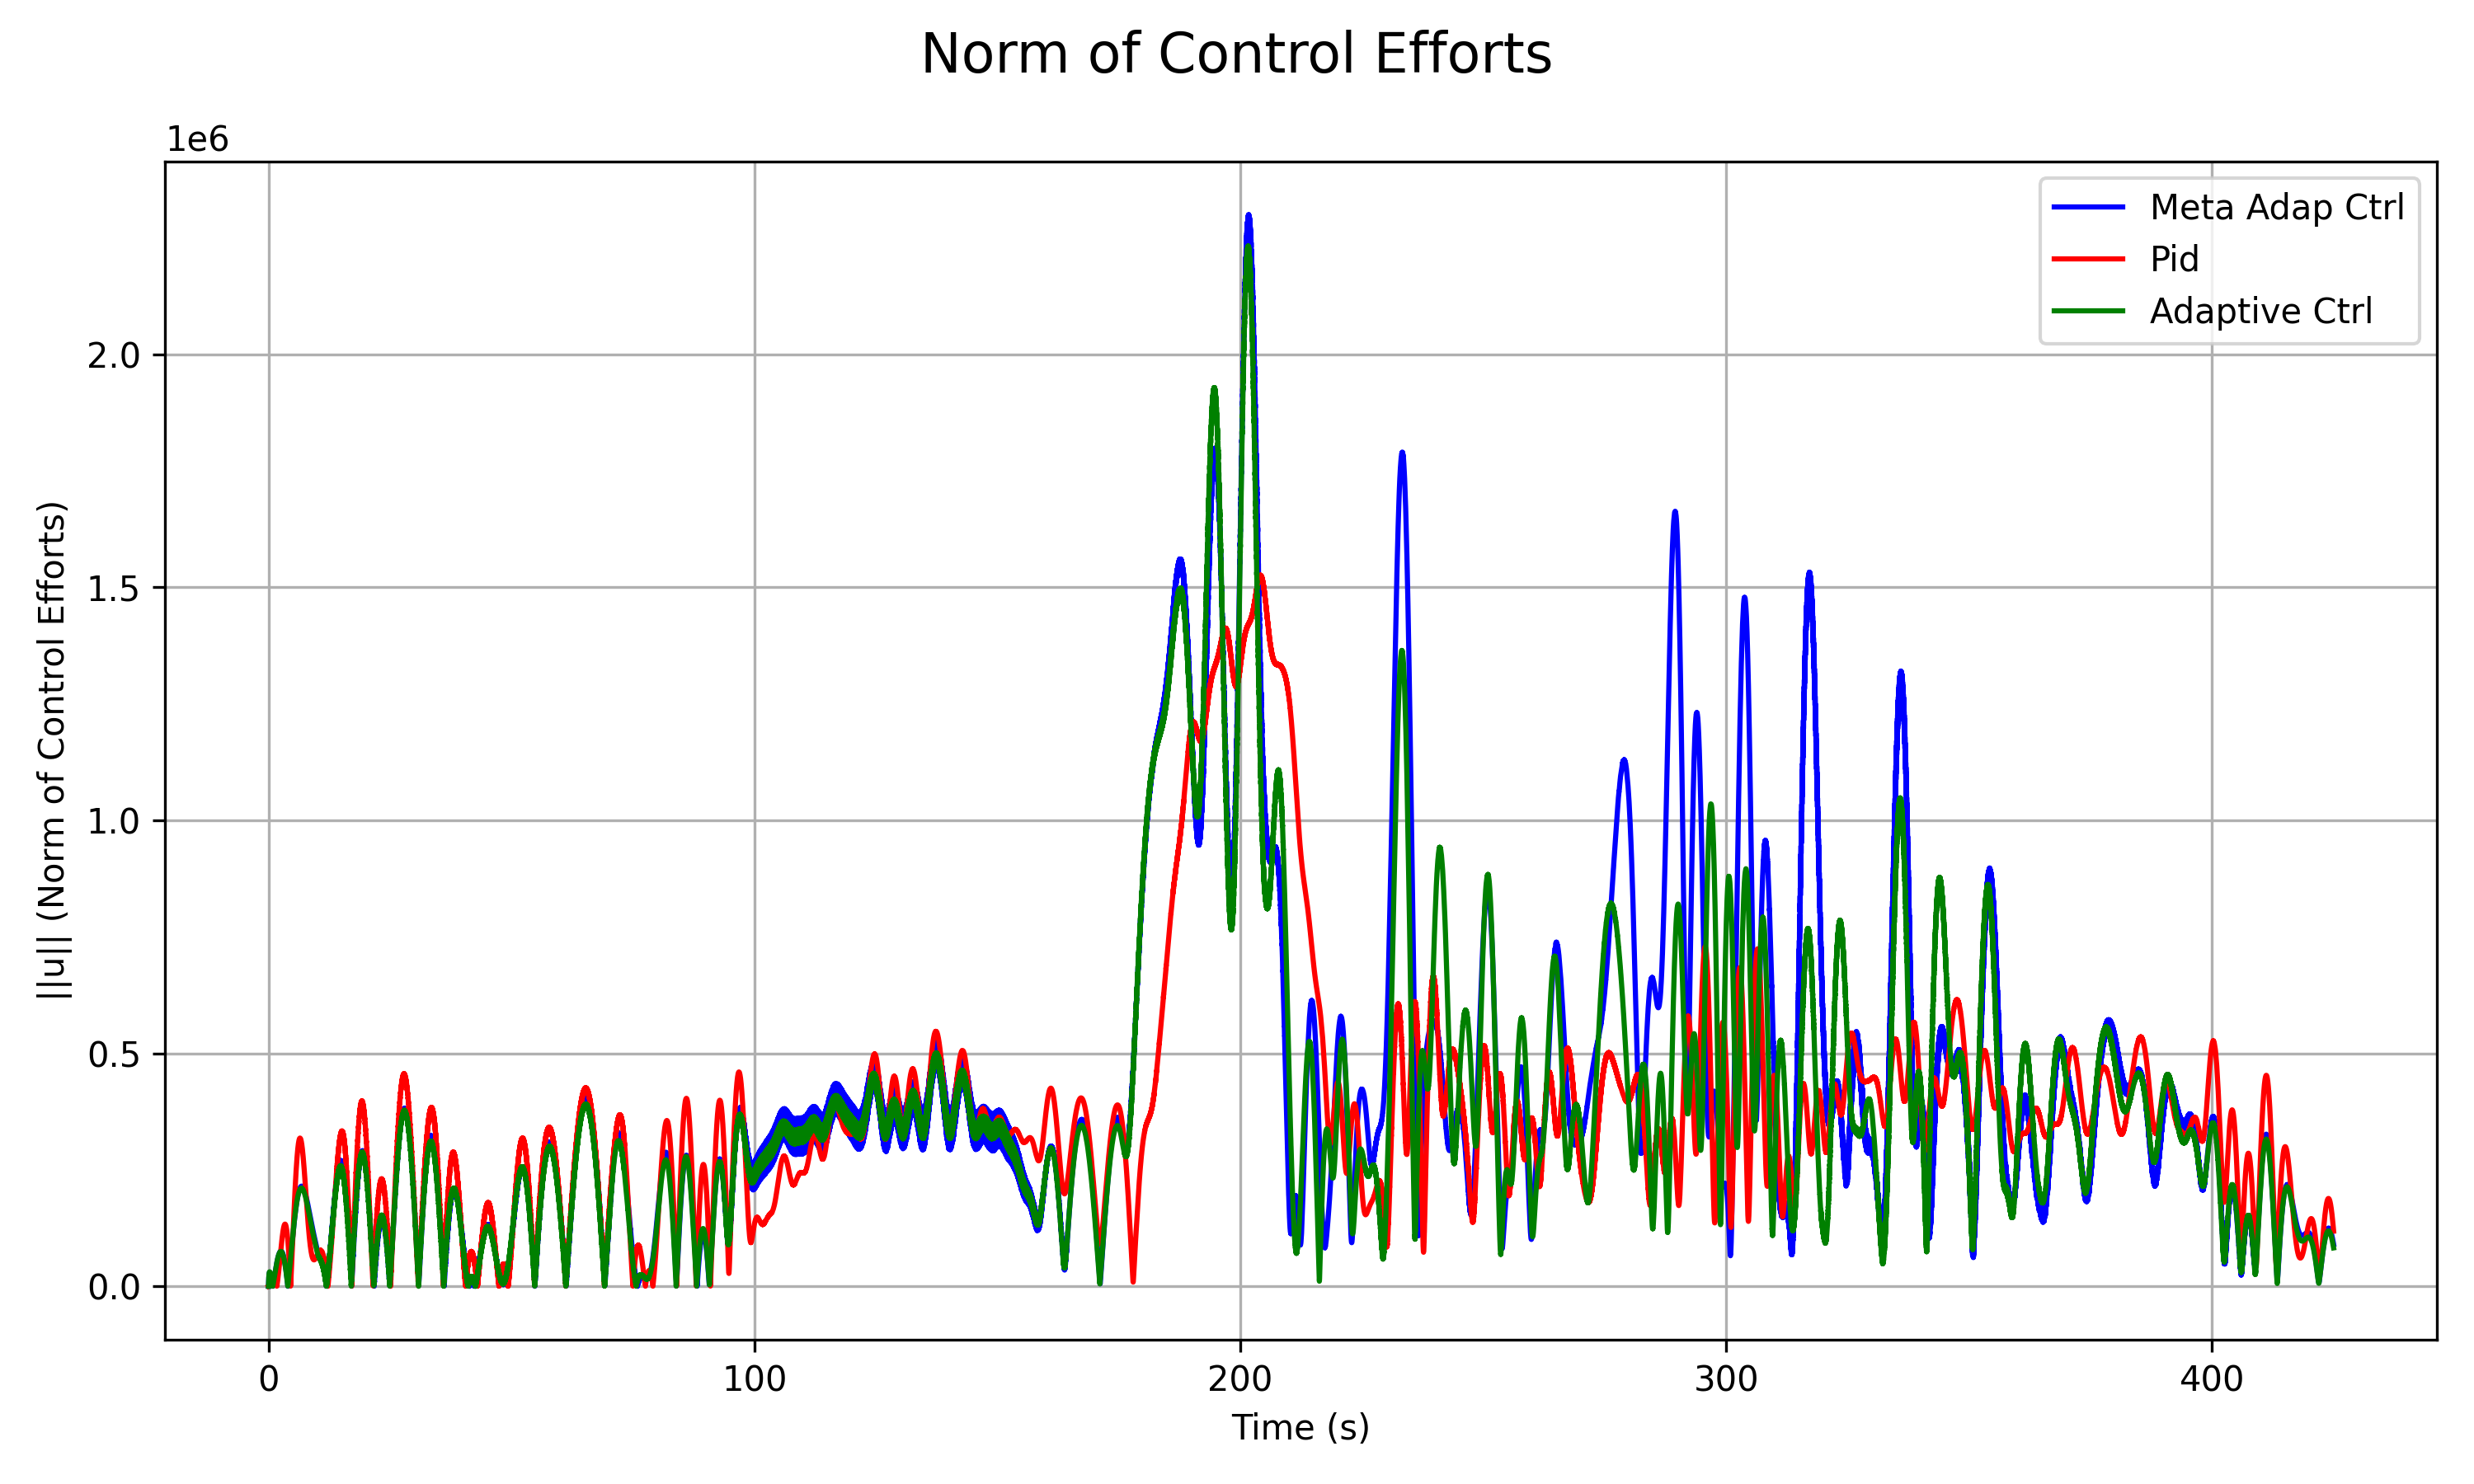 Norm of Control Efforts
1e6
Meta Adap Ctrl
Pid
Adaptive Ctrl
||u|| (Norm of Control Efforts)
2.0
1.5
1.0
0.5
0.0
0 100 200 300 400
Time (s)